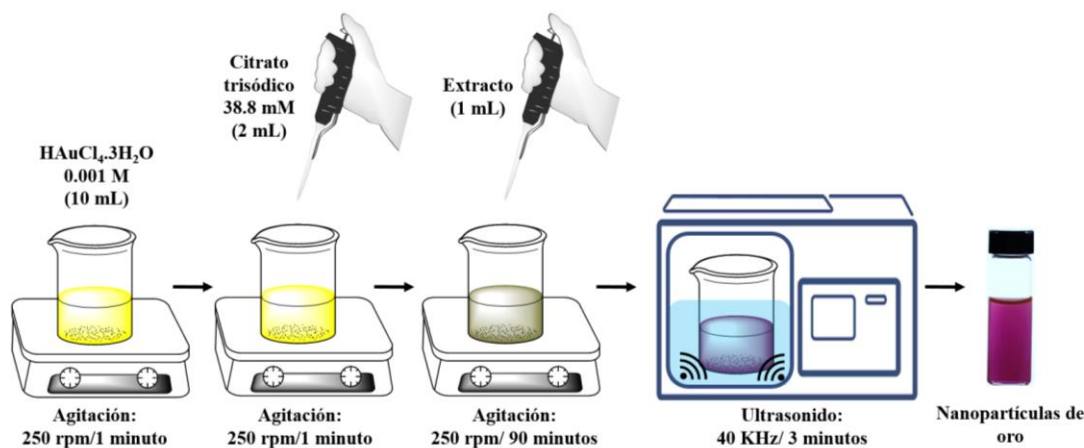 HAuCl₄.3H₂O
0.001 M
(10 mL)
Citrato
trisódico
38.8 mM
(2 mL)
Extracto
(1 mL)
Agitación:
250 rpm/1 minuto
Agitación:
250 rpm/1 minuto
Agitación:
250 rpm/ 90 minutos
Ultrasonido:
40 KHz/ 3 minutos
Nanopartículas de
oro